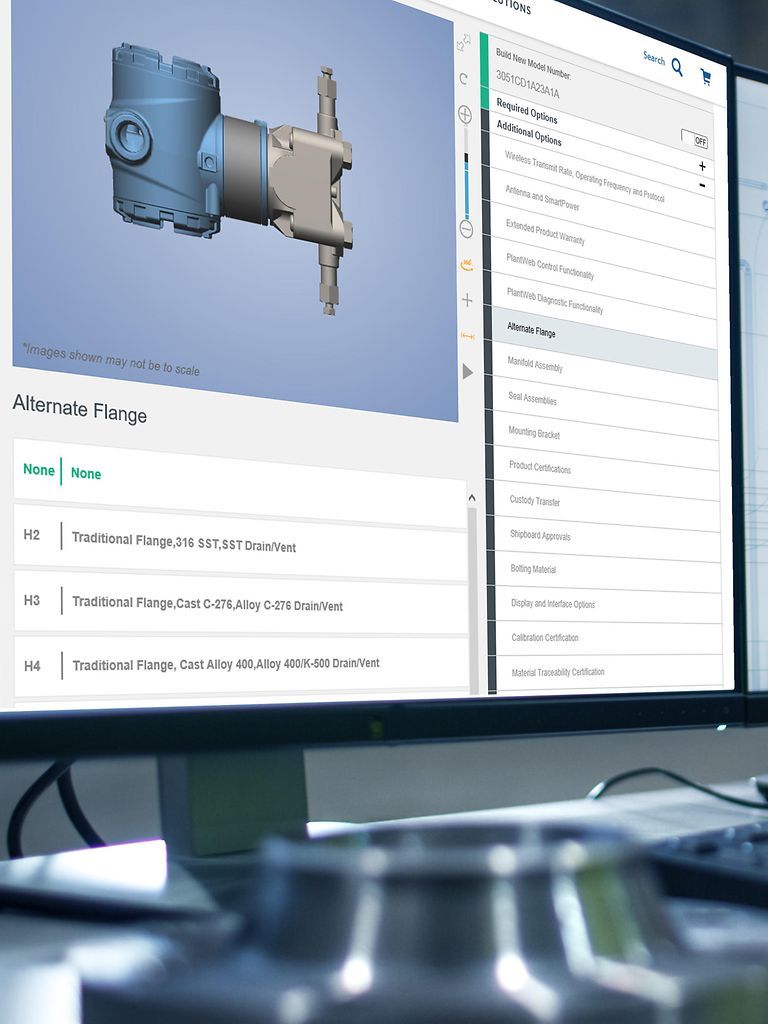 Search
Build New Model Number:
3051CD1A23A1A
OFF
Required Options
+
Additional Options
-
Wireless Transmit Rate, Operating Frequency and Protocol
Antenna and SmartPower
Extended Product Warranty
PlantWeb Control Functionality
PlantWeb Diagnostic Functionality
Alternate Flange
Manifold Assembly
Seal Assemblies
Mounting Bracket
Product Certifications
Custody Transfer
Shipboard Approvals
Bolting Material
Display and Interface Options
Calibration Certification
Material Traceability Certification
*Images shown may not be to scale
Alternate Flange
None | None
H2 | Traditional Flange,316 SST,SST Drain/Vent
H3 | Traditional Flange,Cast C-276,Alloy C-276 Drain/Vent
H4 | Traditional Flange, Cast Alloy 400,Alloy 400/K-500 Drain/Vent